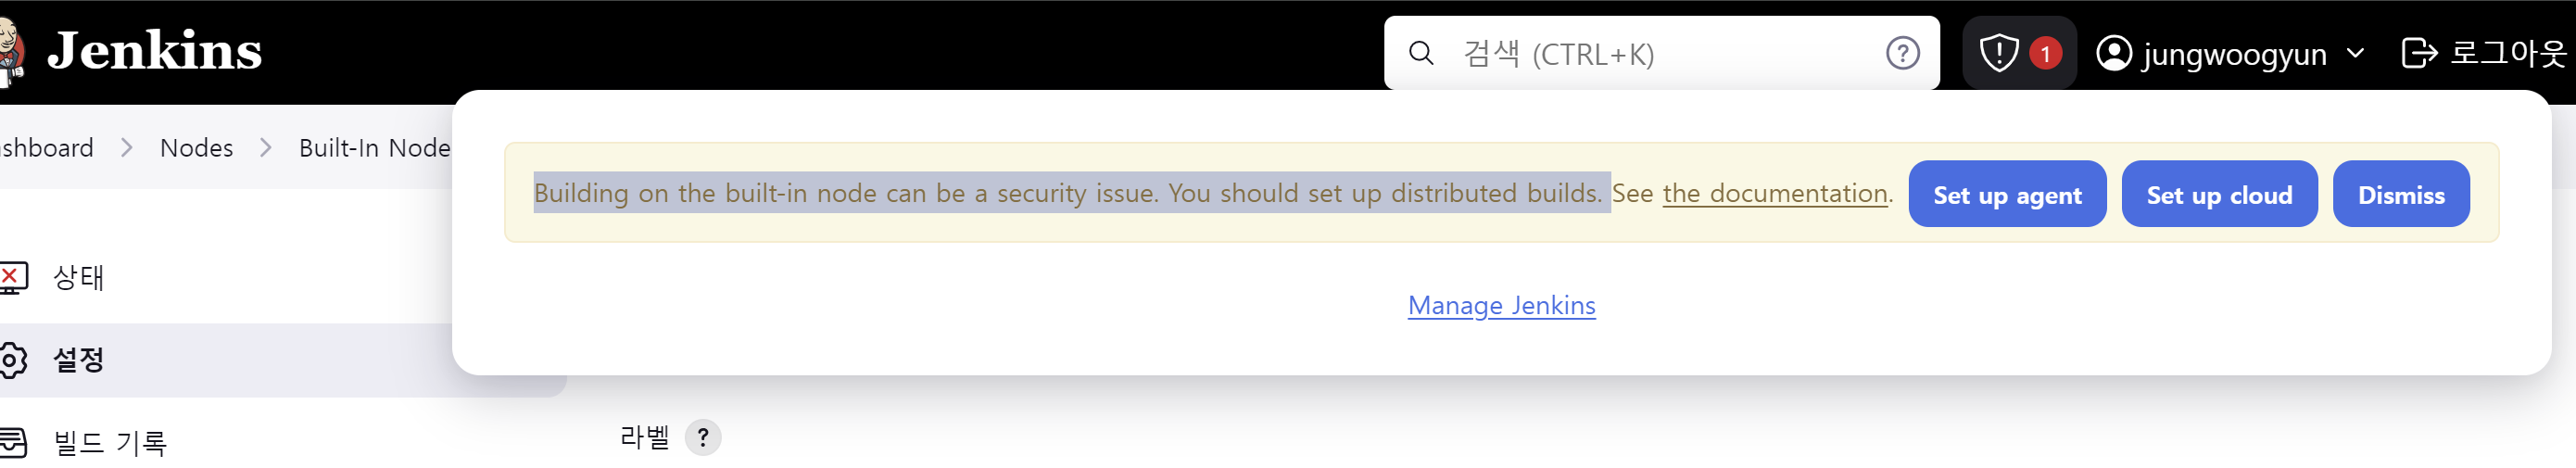 Jenkins
검색 (CTRL+K)
?
1
jungwoogyun
로그아웃
shboard
Nodes
Built-In Node
Building on the built-in node can be a security issue. You should set up distributed builds. See the documentation.
Set up agent
Set up cloud
Dismiss
Manage Jenkins
상태
설정
빌드 기록
라벨 ?